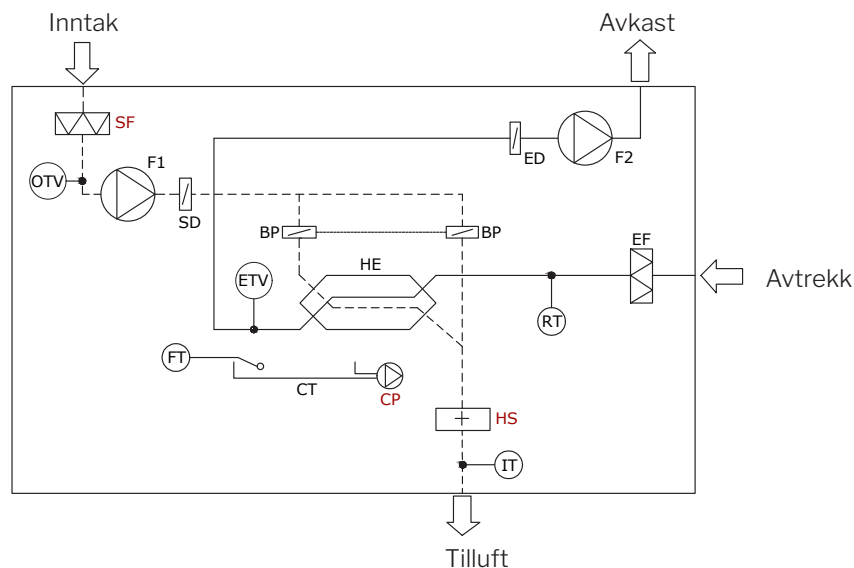 Inntak
Avkast
SF
F1
ED
F2
OTV
SD
BP
BP
EF
HE
ETV
Avtrekk
RT
FT
CT
CP
HS
IT
Tilluft